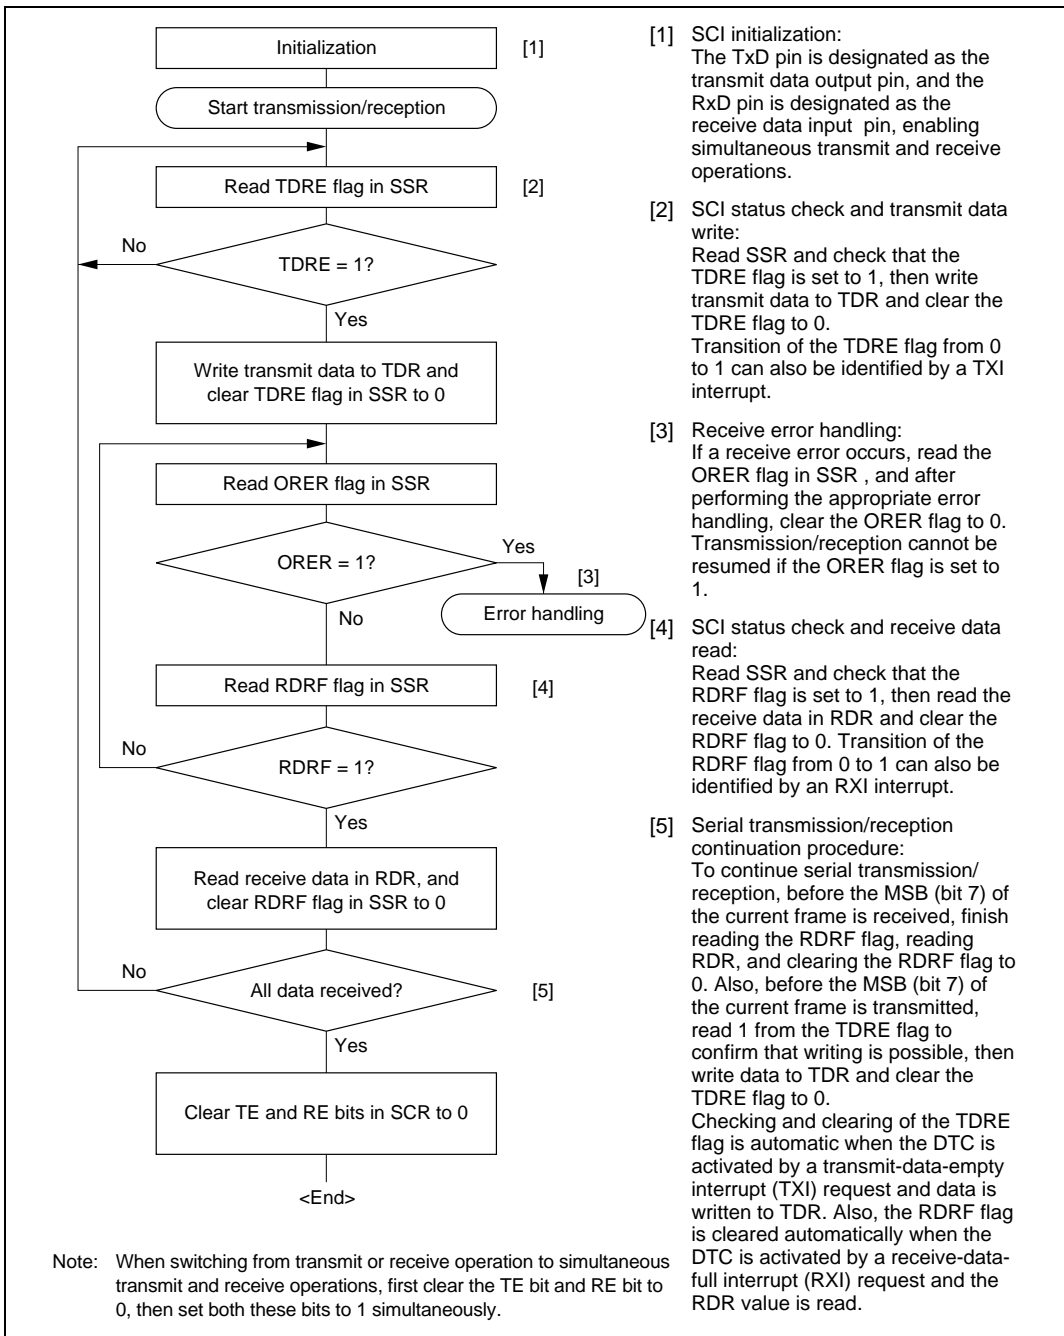 Initialization [1]
Start transmission/reception
Read TDRE flag in SSR [2]
No
TDRE = 1?
Yes
Write transmit data to TDR and
clear TDRE flag in SSR to 0
Read ORER flag in SSR
Yes
ORER = 1?
[3]
Error handling
No
Read RDRF flag in SSR [4]
No
RDRF = 1?
Yes
Read receive data in RDR, and
clear RDRF flag in SSR to 0
No
All data received? [5]
Yes
Clear TE and RE bits in SCR to 0
<End>
Note: When switching from transmit or receive operation to simultaneous
transmit and receive operations, first clear the TE bit and RE bit to
0, then set both these bits to 1 simultaneously.
[1] SCI initialization:
The TxD pin is designated as the
transmit data output pin, and the
RxD pin is designated as the
receive data input pin, enabling
simultaneous transmit and receive
operations.
[2] SCI status check and transmit data
write:
Read SSR and check that the
TDRE flag is set to 1, then write
transmit data to TDR and clear the
TDRE flag to 0.
Transition of the TDRE flag from 0
to 1 can also be identified by a TXI
interrupt.
[3] Receive error handling:
If a receive error occurs, read the
ORER flag in SSR , and after
performing the appropriate error
handling, clear the ORER flag to 0.
Transmission/reception cannot be
resumed if the ORER flag is set to
1.
[4] SCI status check and receive data
read:
Read SSR and check that the
RDRF flag is set to 1, then read the
receive data in RDR and clear the
RDRF flag to 0. Transition of the
RDRF flag from 0 to 1 can also be
identified by an RXI interrupt.
[5] Serial transmission/reception
continuation procedure:
To continue serial transmission/
reception, before the MSB (bit 7) of
the current frame is received, finish
reading the RDRF flag, reading
RDR, and clearing the RDRF flag to
0. Also, before the MSB (bit 7) of
the current frame is transmitted,
read 1 from the TDRE flag to
confirm that writing is possible, then
write data to TDR and clear the
TDRE flag to 0.
Checking and clearing of the TDRE
flag is automatic when the DTC is
activated by a transmit-data-empty
interrupt (TXI) request and data is
written to TDR. Also, the RDRF flag
is cleared automatically when the
DTC is activated by a receive-data-
full interrupt (RXI) request and the
RDR value is read.